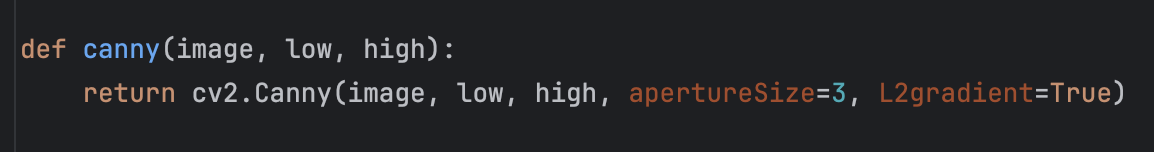 def canny(image, low, high):
    return cv2.Canny(image, low, high, apertureSize=3, L2gradient=True)